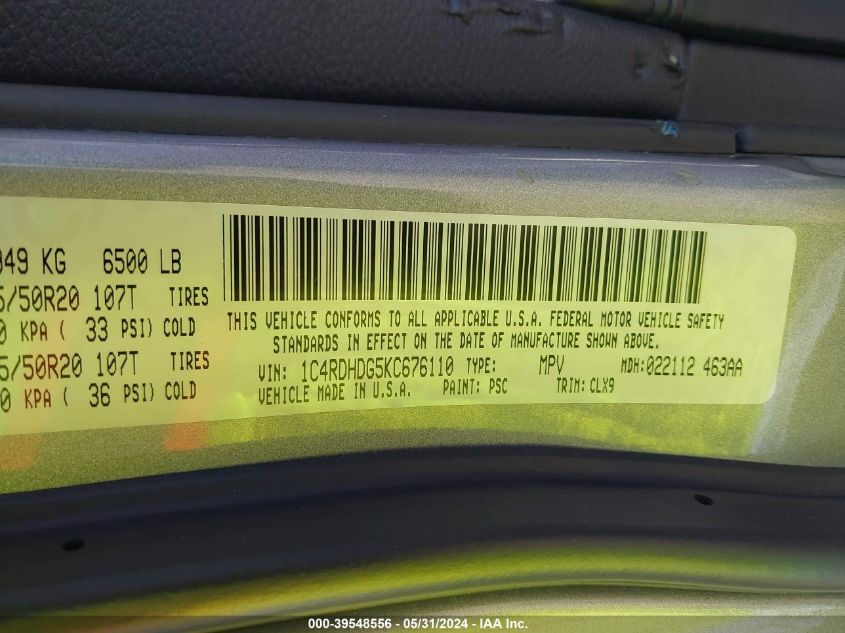 949 KG 6500 LB
5/50R20 107T TIRES
0 KPA ( 33 PSI) COLD
5/50R20 107T TIRES
0 KPA ( 36 PSI) COLD
THIS VEHICLE CONFORMS TO ALL APPLICABLE U.S.A. FEDERAL MOTOR VEHICLE SAFETY
STANDARDS IN EFFECT ON THE DATE OF MANUFACTURE SHOWN ABOVE.
VIN: 1C4RDHDG5KC676110 TYPE: MPV MDH:022112 463AA
VEHICLE MADE IN U.S.A. PAINT: PSC TRIM: CLX9
000-39548556 - 05/31/2024 - IAA Inc.